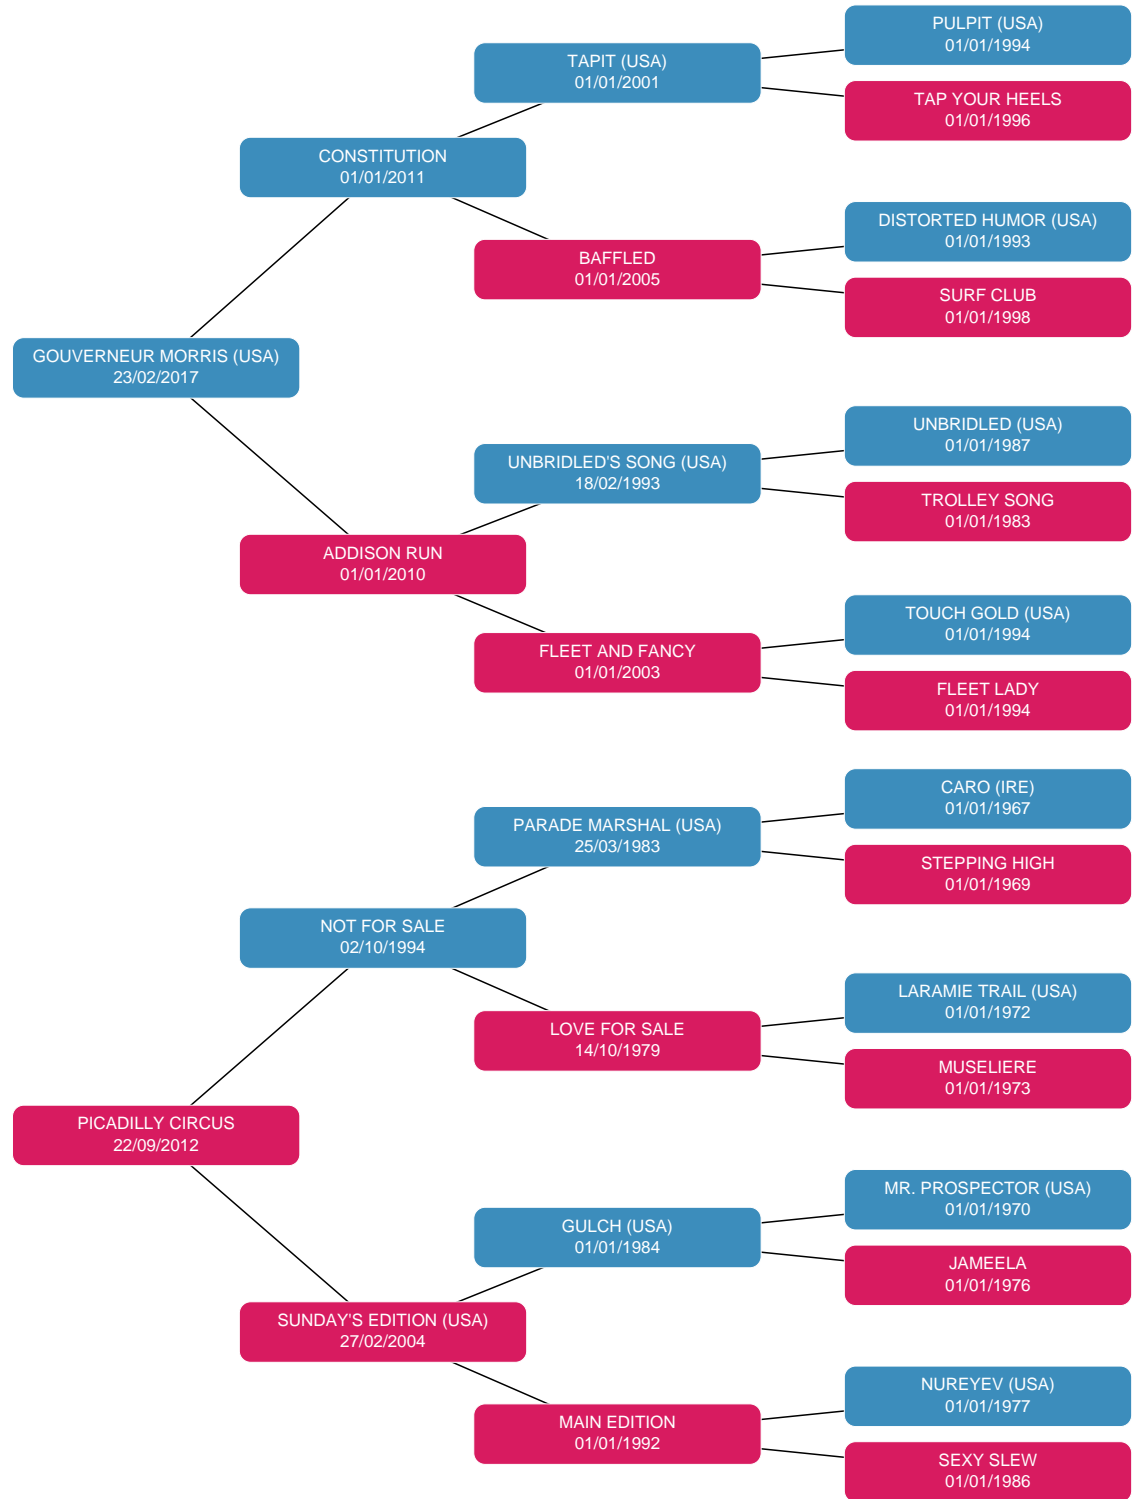 PULPIT (USA)
01/01/1994
TAPIT (USA)
01/01/2001
TAP YOUR HEELS
01/01/1996
CONSTITUTION
01/01/2011
DISTORTED HUMOR (USA)
01/01/1993
BAFFLED
01/01/2005
SURF CLUB
01/01/1998
GOUVERNEUR MORRIS (USA)
23/02/2017
UNBRIDLED (USA)
01/01/1987
UNBRIDLED'S SONG (USA)
18/02/1993
TROLLEY SONG
01/01/1983
ADDISON RUN
01/01/2010
TOUCH GOLD (USA)
01/01/1994
FLEET AND FANCY
01/01/2003
FLEET LADY
01/01/1994
CARO (IRE)
01/01/1967
PARADE MARSHAL (USA)
25/03/1983
STEPPING HIGH
01/01/1969
NOT FOR SALE
02/10/1994
LARAMIE TRAIL (USA)
01/01/1972
LOVE FOR SALE
14/10/1979
MUSELIERE
01/01/1973
PICADILLY CIRCUS
22/09/2012
MR. PROSPECTOR (USA)
01/01/1970
GULCH (USA)
01/01/1984
JAMEELA
01/01/1976
SUNDAY'S EDITION (USA)
27/02/2004
NUREYEV (USA)
01/01/1977
MAIN EDITION
01/01/1992
SEXY SLEW
01/01/1986